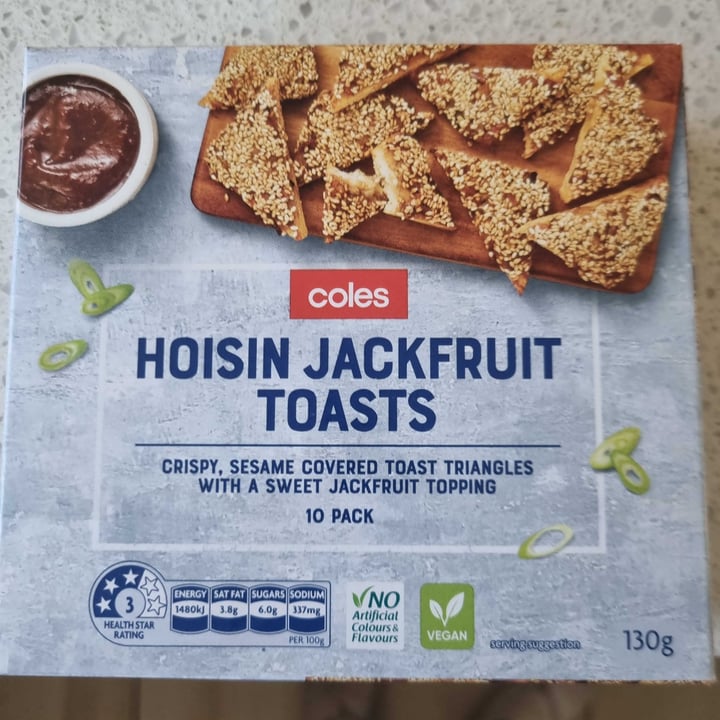 coles
HOISIN JACKFRUIT
TOASTS
CRISPY, SESAME COVERED TOAST TRIANGLES
WITH A SWEET JACKFRUIT TOPPING
10 PACK
3
HEALTH STAR
RATING
ENERGY SAT FAT SUGARS SODIUM
1480kJ 3.8g 6.0g 337mg
PER 100g
NO
Artificial
Colours &
Flavours
VEGAN
serving suggestion
130g